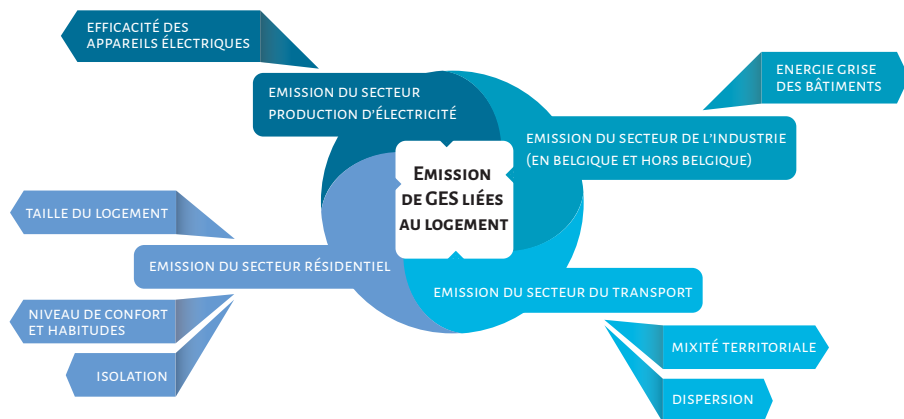 EFFICACITÉ DES
APPAREILS ÉLECTRIQUES
EMISSION DU SECTEUR
PRODUCTION D'ÉLECTRICITÉ
ENERGIE GRISE
DES BÂTIMENTS
EMISSION DU SECTEUR DE L'INDUSTRIE
(EN BELGIQUE ET HORS BELGIQUE)
EMISSION
DE GES LIÉES
AU LOGEMENT
TAILLE DU LOGEMENT
EMISSION DU SECTEUR RÉSIDENTIEL
NIVEAU DE CONFORT
ET HABITUDES
ISOLATION
EMISSION DU SECTEUR DU TRANSPORT
MIXITÉ TERRITORIALE
DISPERSION